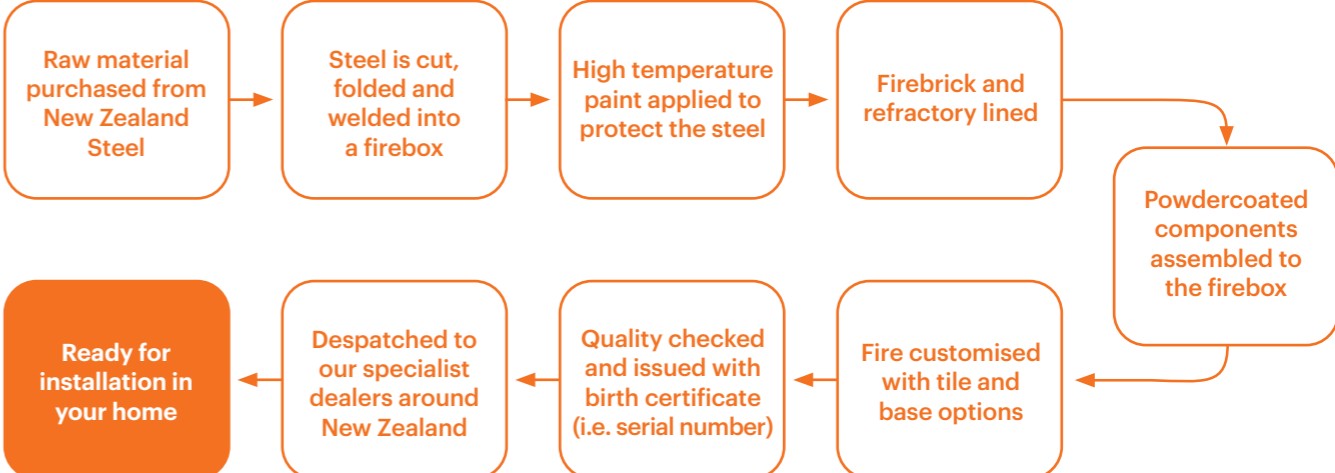 Raw material
purchased from
New Zealand
Steel
Steel is cut,
folded and
welded into
a firebox
High temperature
paint applied to
protect the steel
Firebrick and
refractory lined
Powdercoated
components
assembled to
the firebox
Fire customised
with tile and
base options
Quality checked
and issued with
birth certificate
(i.e. serial number)
Despatched to
our specialist
dealers around
New Zealand
Ready for
installation in
your home